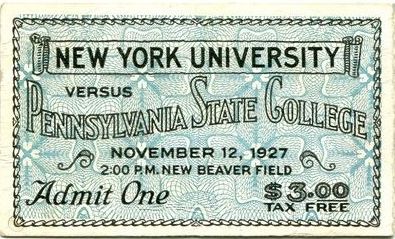 NEW YORK UNIVERSITY
VERSUS
PENNSYLVANIA STATE COLLEGE
NOVEMBER 12, 1927
2:00 P.M. NEW BEAVER FIELD
Admit One
$3.00
TAX FREE